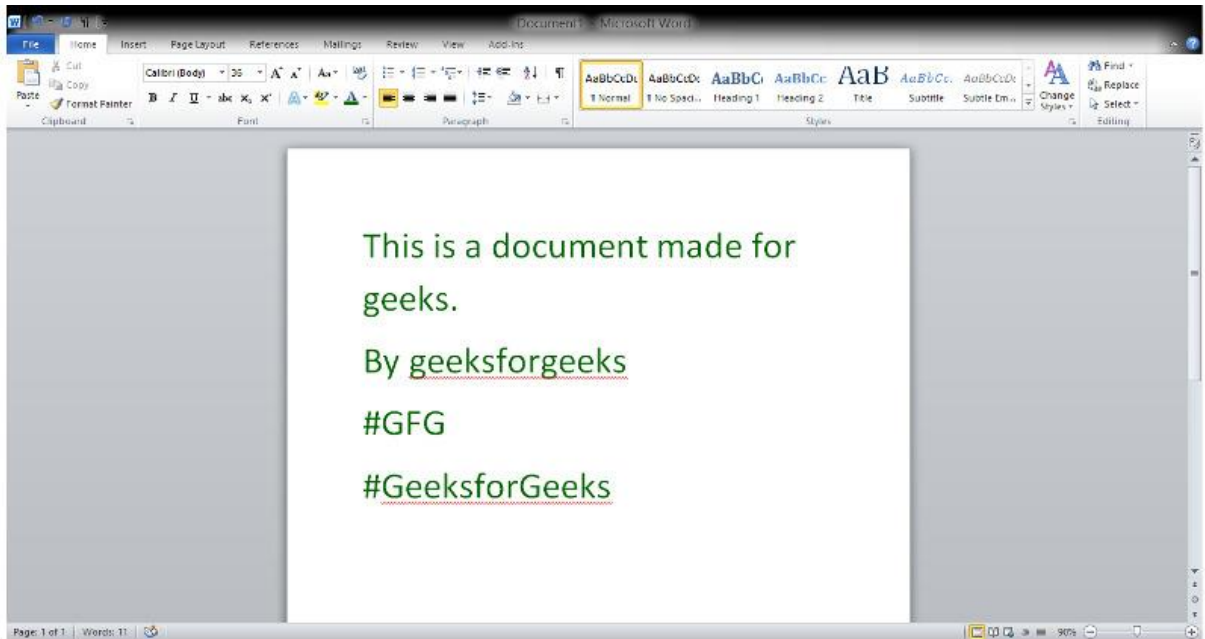 Document1 - Microsoft Word
File Home Insert Page Layout References Mailings Review View Add-Ins
Cut
Copy
Paste
Format Painter
Clipboard
Calibri (Body) 36
Font
Paragraph
AaBbCcDc AaBbCcDc AaBbC AaBbCc AaB AaBbCc. AaBbCcDc
¶ Normal ¶ No Spaci... Heading 1 Heading 2 Title Subtitle Subtle Em...
Change Styles
Styles
Find
Replace
Select
Editing
This is a document made for
geeks.
By geeksforgeeks
#GFG
#GeeksforGeeks
Page: 1 of 1 Words: 11 90%